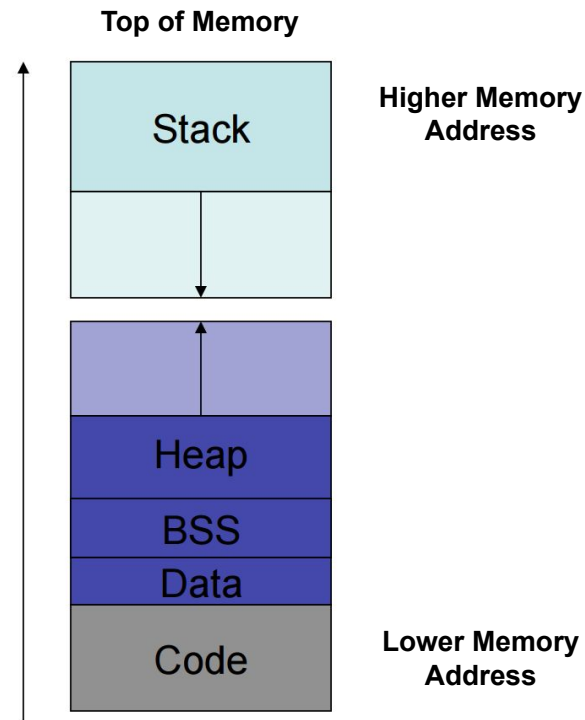 Top of Memory
Stack
Higher Memory
Address
Heap
BSS
Data
Code
Lower Memory
Address